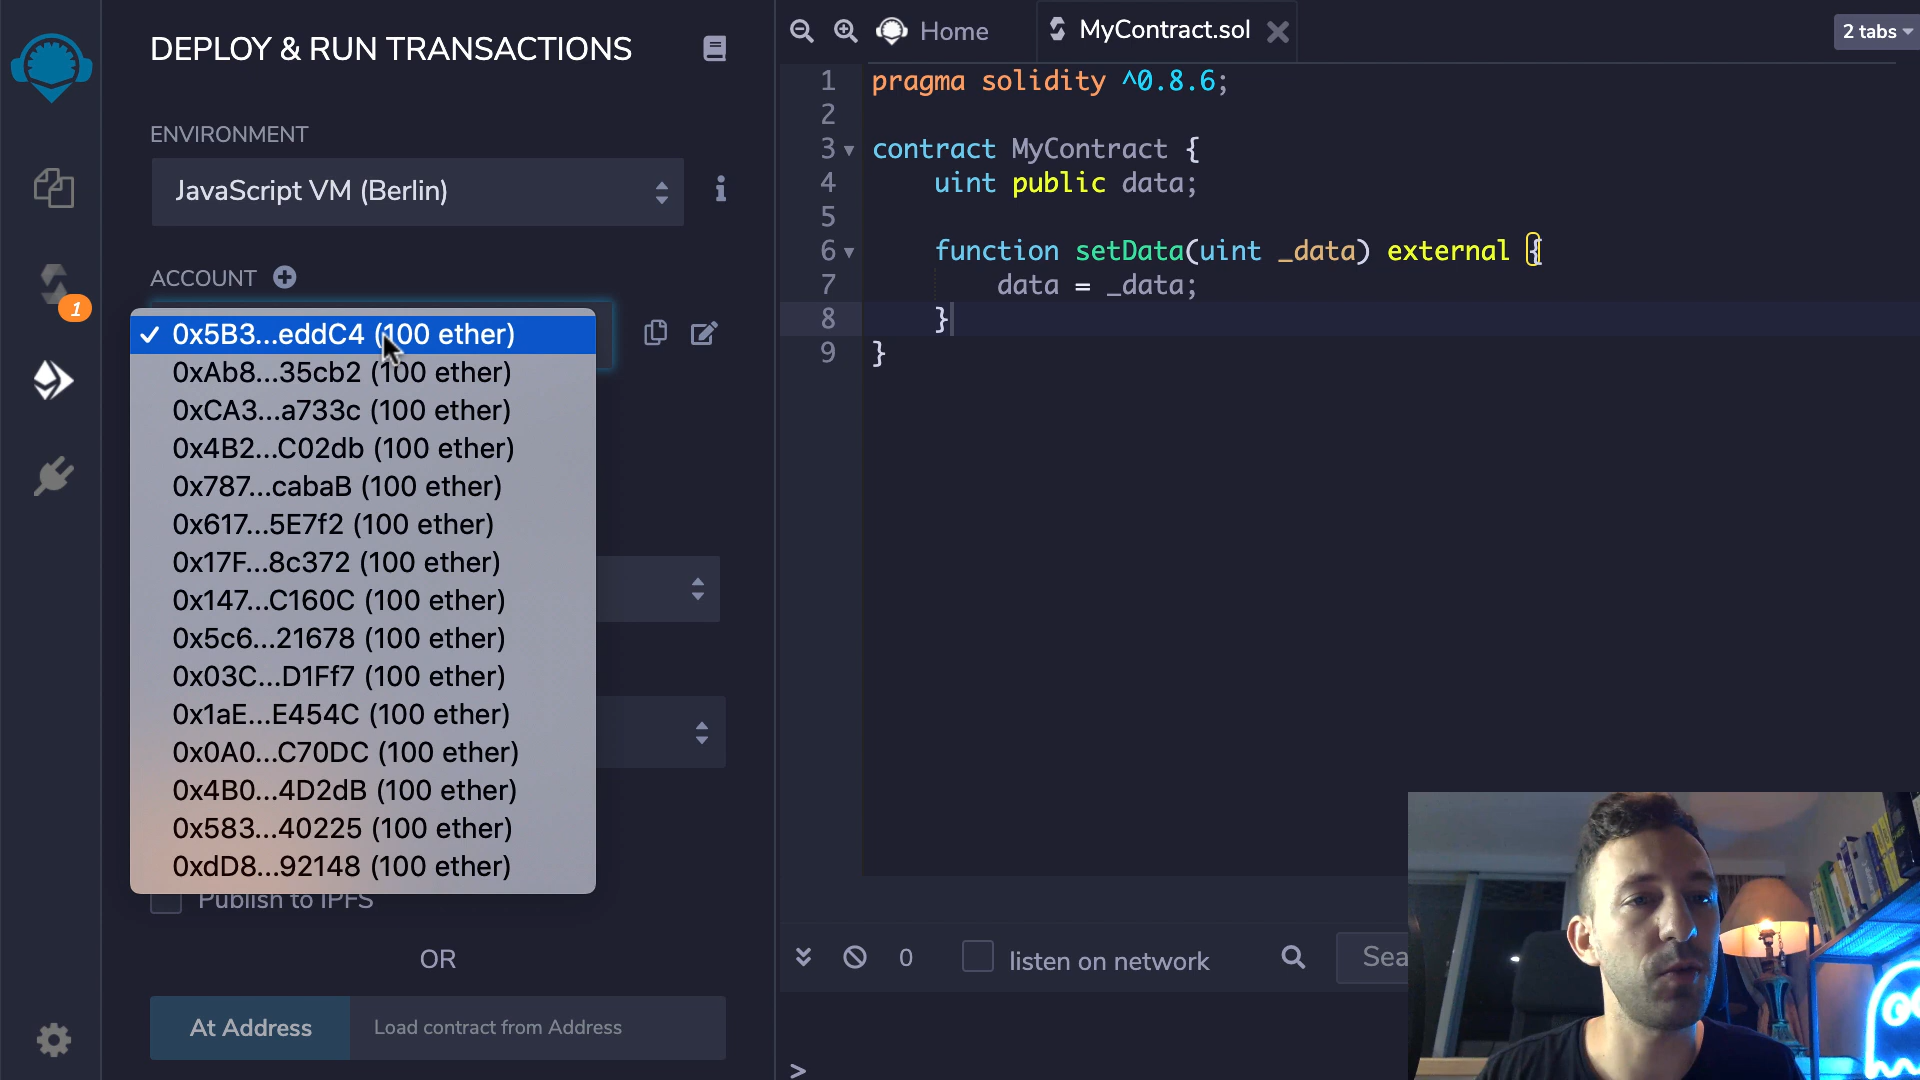 DEPLOY & RUN TRANSACTIONS
ENVIRONMENT
JavaScript VM (Berlin)
ACCOUNT
0x5B3...eddC4 (100 ether)
0xAb8...35cb2 (100 ether)
0xCA3...a733c (100 ether)
0x4B2...C02db (100 ether)
0x787...cabaB (100 ether)
0x617...5E7f2 (100 ether)
0x17F...8c372 (100 ether)
0x147...C160C (100 ether)
0x5c6...21678 (100 ether)
0x03C...D1Ff7 (100 ether)
0x1aE...E454C (100 ether)
0x0A0...C70DC (100 ether)
0x4B0...4D2dB (100 ether)
0x583...40225 (100 ether)
0xdD8...92148 (100 ether)
Publish to IPFS
OR
At Address Load contract from Address
1
Home MyContract.sol 2 tabs
1 pragma solidity ^0.8.6;
2
3 contract MyContract {
4 uint public data;
5
6 function setData(uint _data) external {
7 data = _data;
8 }
9 }
0 listen on network Sea
>